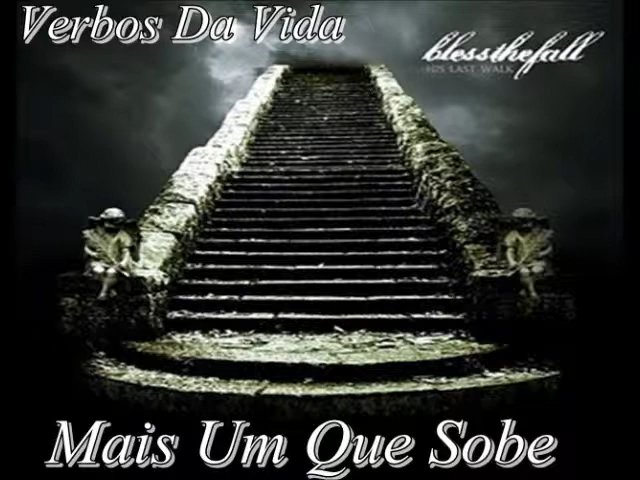 Verbos Da Vida
blessthefall
HIS LAST WALK
Mais Um Que Sobe